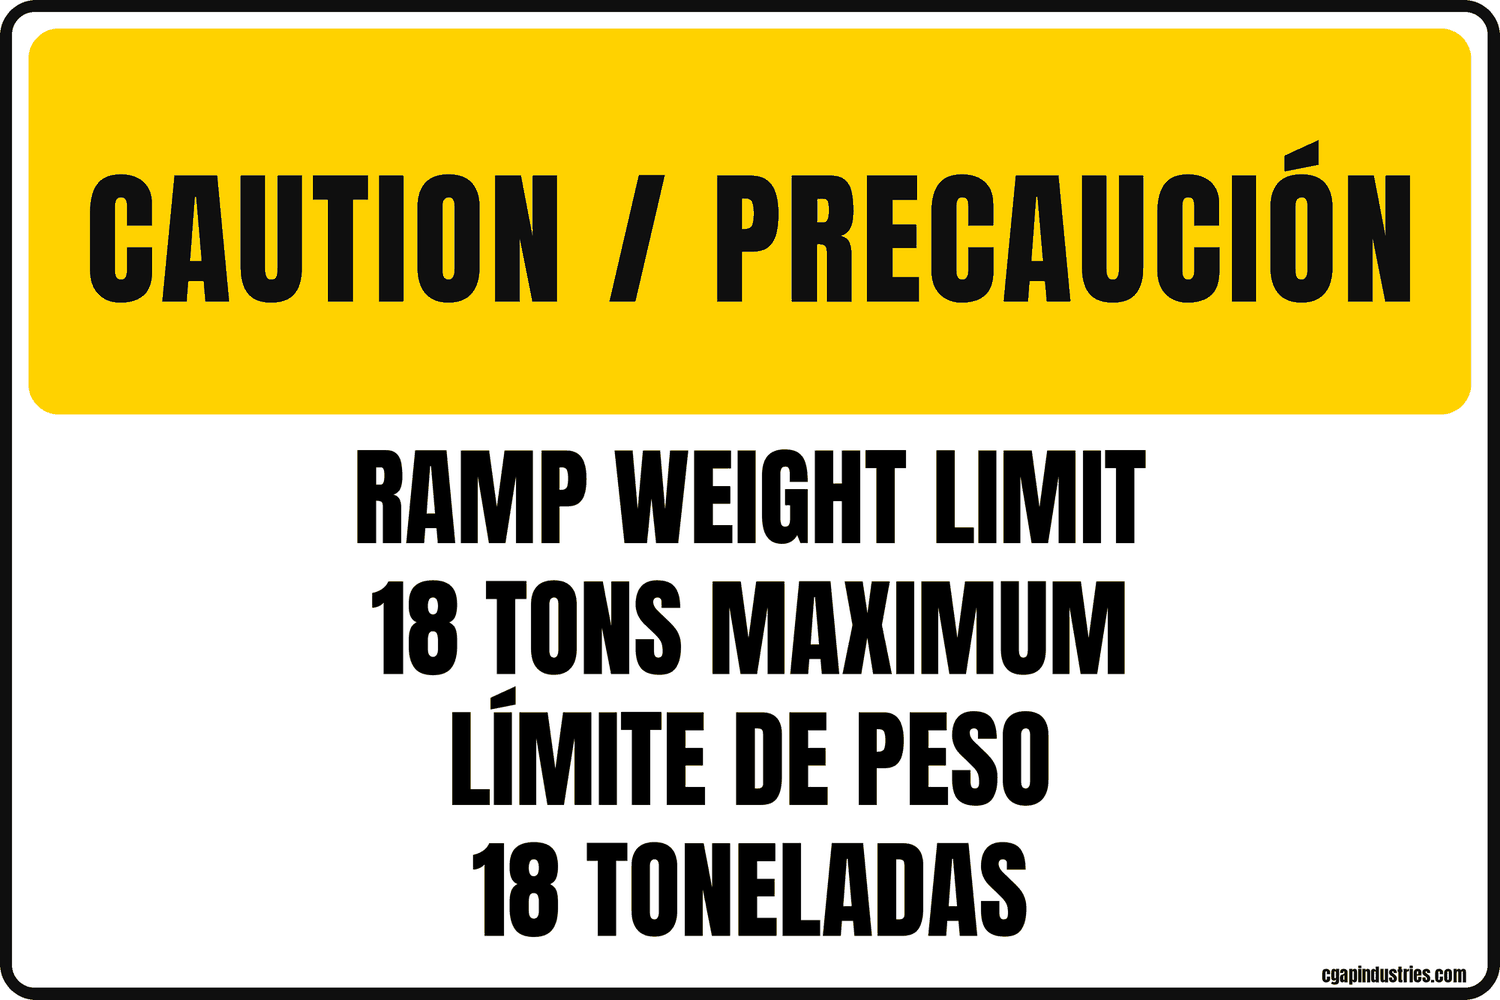 CAUTION / PRECAUCIÓN
RAMP WEIGHT LIMIT
18 TONS MAXIMUM
LÍMITE DE PESO
18 TONELADAS
cgapindustries.com